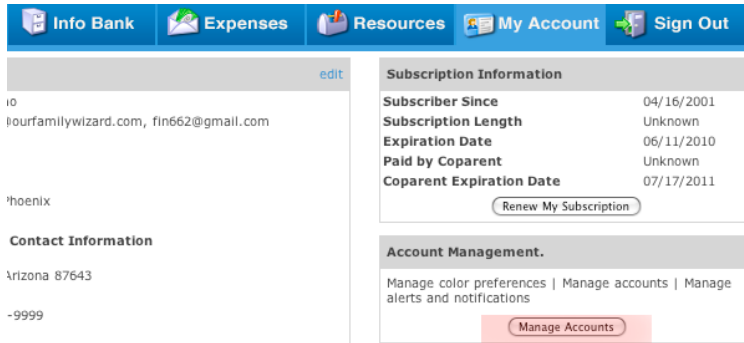 Info Bank Expenses Resources My Account Sign Out
edit
@ourfamilywizard.com, fin662@gmail.com
Phoenix
Contact Information
Arizona 87643
-9999
Subscription Information
Subscriber Since 04/16/2001
Subscription Length Unknown
Expiration Date 06/11/2010
Paid by Coparent Unknown
Coparent Expiration Date 07/17/2011
Renew My Subscription
Account Management.
Manage color preferences | Manage accounts | Manage
alerts and notifications
Manage Accounts